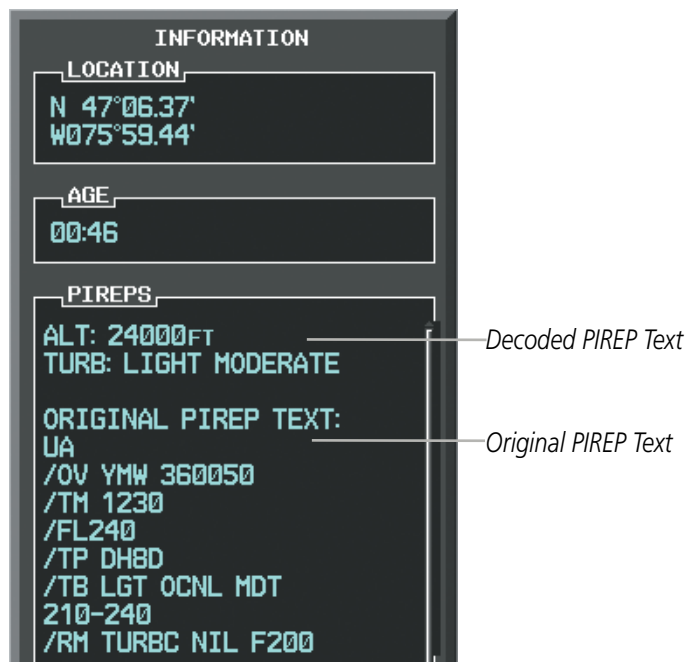 INFORMATION
LOCATION
N 47°06.37'
W075°59.44'
AGE
00:46
PIREPS
ALT: 24000FT
TURB: LIGHT MODERATE
ORIGINAL PIREP TEXT:
UA
/OV YMW 360050
/TM 1230
/FL240
/TP DH8D
/TB LGT OCNL MDT
210-240
/RM TURBC NIL F200
Decoded PIREP Text
Original PIREP Text